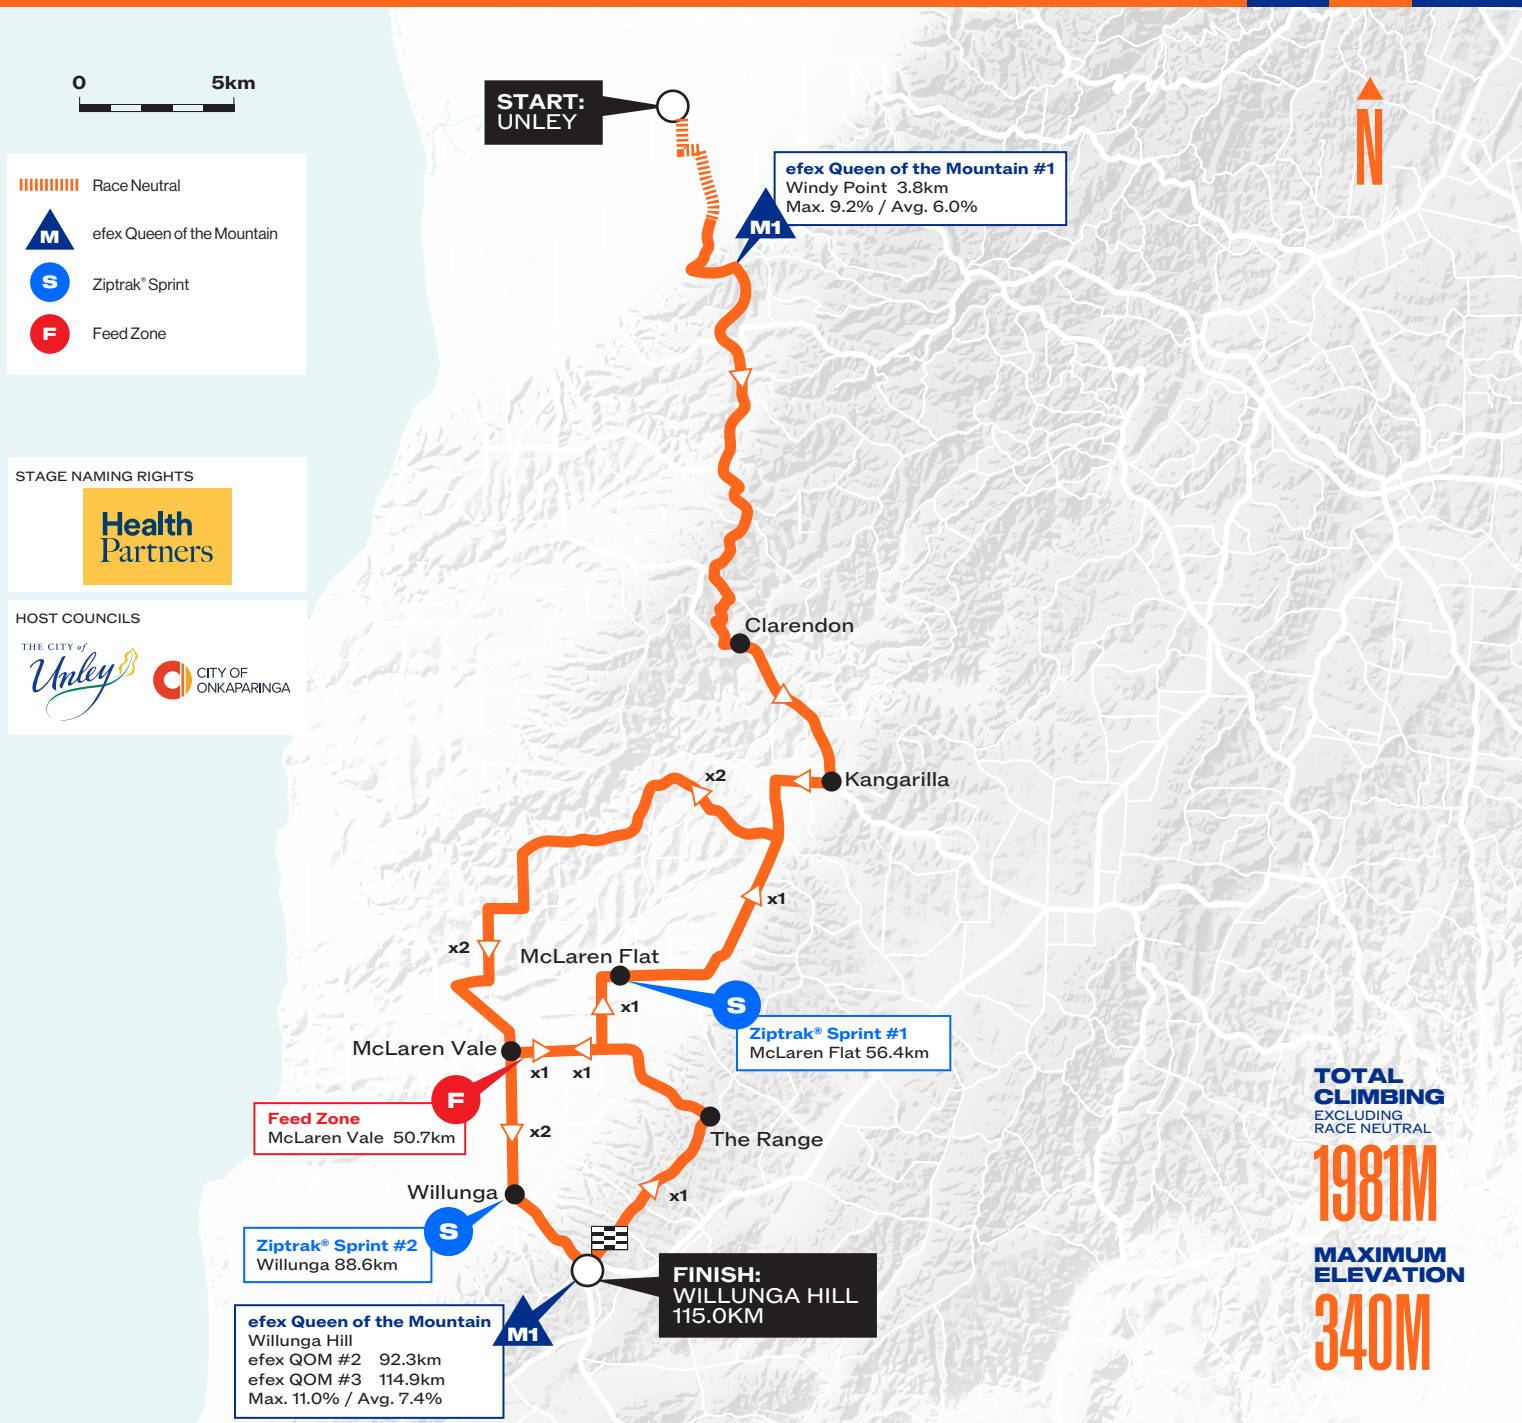 0 5km
START:
UNLEY
N
efex Queen of the Mountain #1
Windy Point 3.8km
Max. 9.2% / Avg. 6.0%
M1
Race Neutral
M efex Queen of the Mountain
S Ziptrak® Sprint
F Feed Zone
STAGE NAMING RIGHTS
Health
Partners
HOST COUNCILS
THE CITY of
Unley
CITY OF
ONKAPARINGA
Clarendon
Kangarilla
x2
x1
x2
McLaren Flat
x1
S
Ziptrak® Sprint #1
McLaren Flat 56.4km
McLaren Vale
x1 x1
F
Feed Zone
McLaren Vale 50.7km
x2
The Range
Willunga
x1
S
Ziptrak® Sprint #2
Willunga 88.6km
FINISH:
WILLUNGA HILL
115.0KM
M1
efex Queen of the Mountain
Willunga Hill
efex QOM #2 92.3km
efex QOM #3 114.9km
Max. 11.0% / Avg. 7.4%
TOTAL
CLIMBING
EXCLUDING
RACE NEUTRAL
1981M
MAXIMUM
ELEVATION
340M